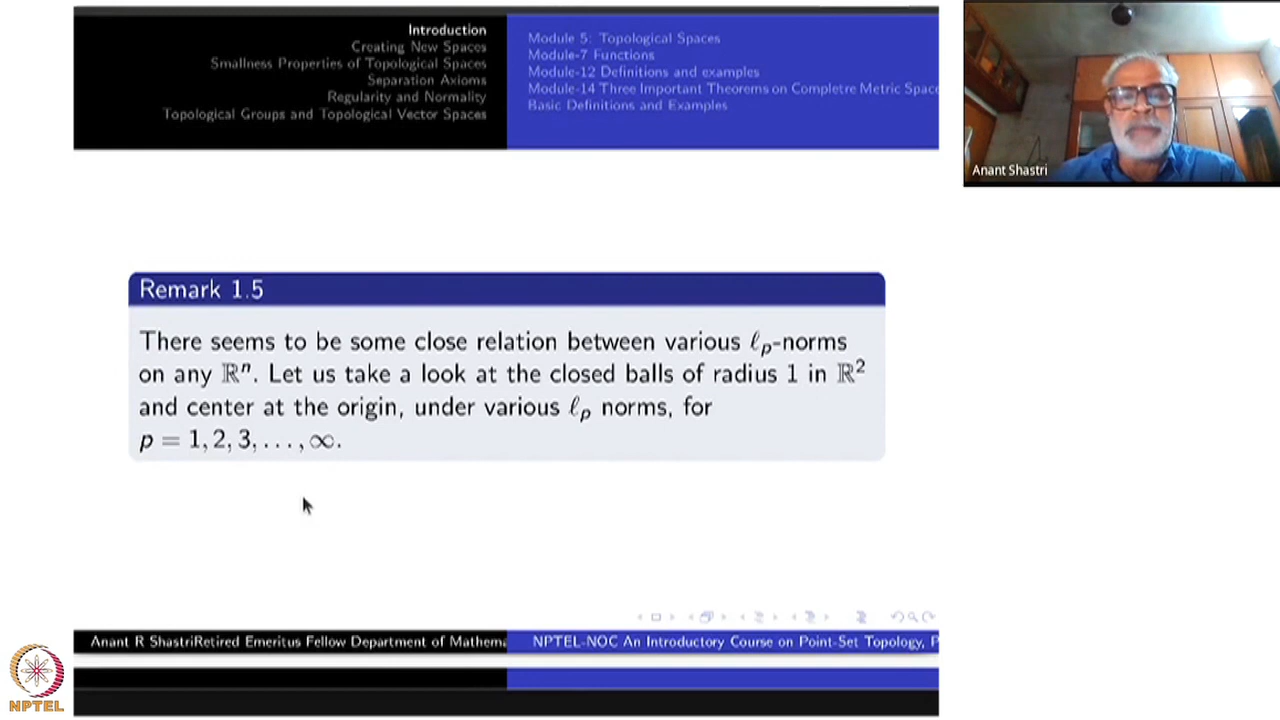 Introduction
Creating New Spaces
Smallness Properties of Topological Spaces
Separation Axioms
Regularity and Normality
Topological Groups and Topological Vector Spaces
Module 5: Topological Spaces
Module-7 Functions
Module-12 Definitions and examples
Module-14 Three Important Theorems on Completre Metric Space
Basic Definitions and Examples
Anant Shastri
Remark 1.5
There seems to be some close relation between various ℓₚ-norms
on any ℝⁿ. Let us take a look at the closed balls of radius 1 in ℝ²
and center at the origin, under various ℓₚ norms, for
p = 1, 2, 3, . . . , ∞.
Anant R ShastriRetired Emeritus Fellow Department of Mathema
NPTEL-NOC An Introductory Course on Point-Set Topology, P
NPTEL